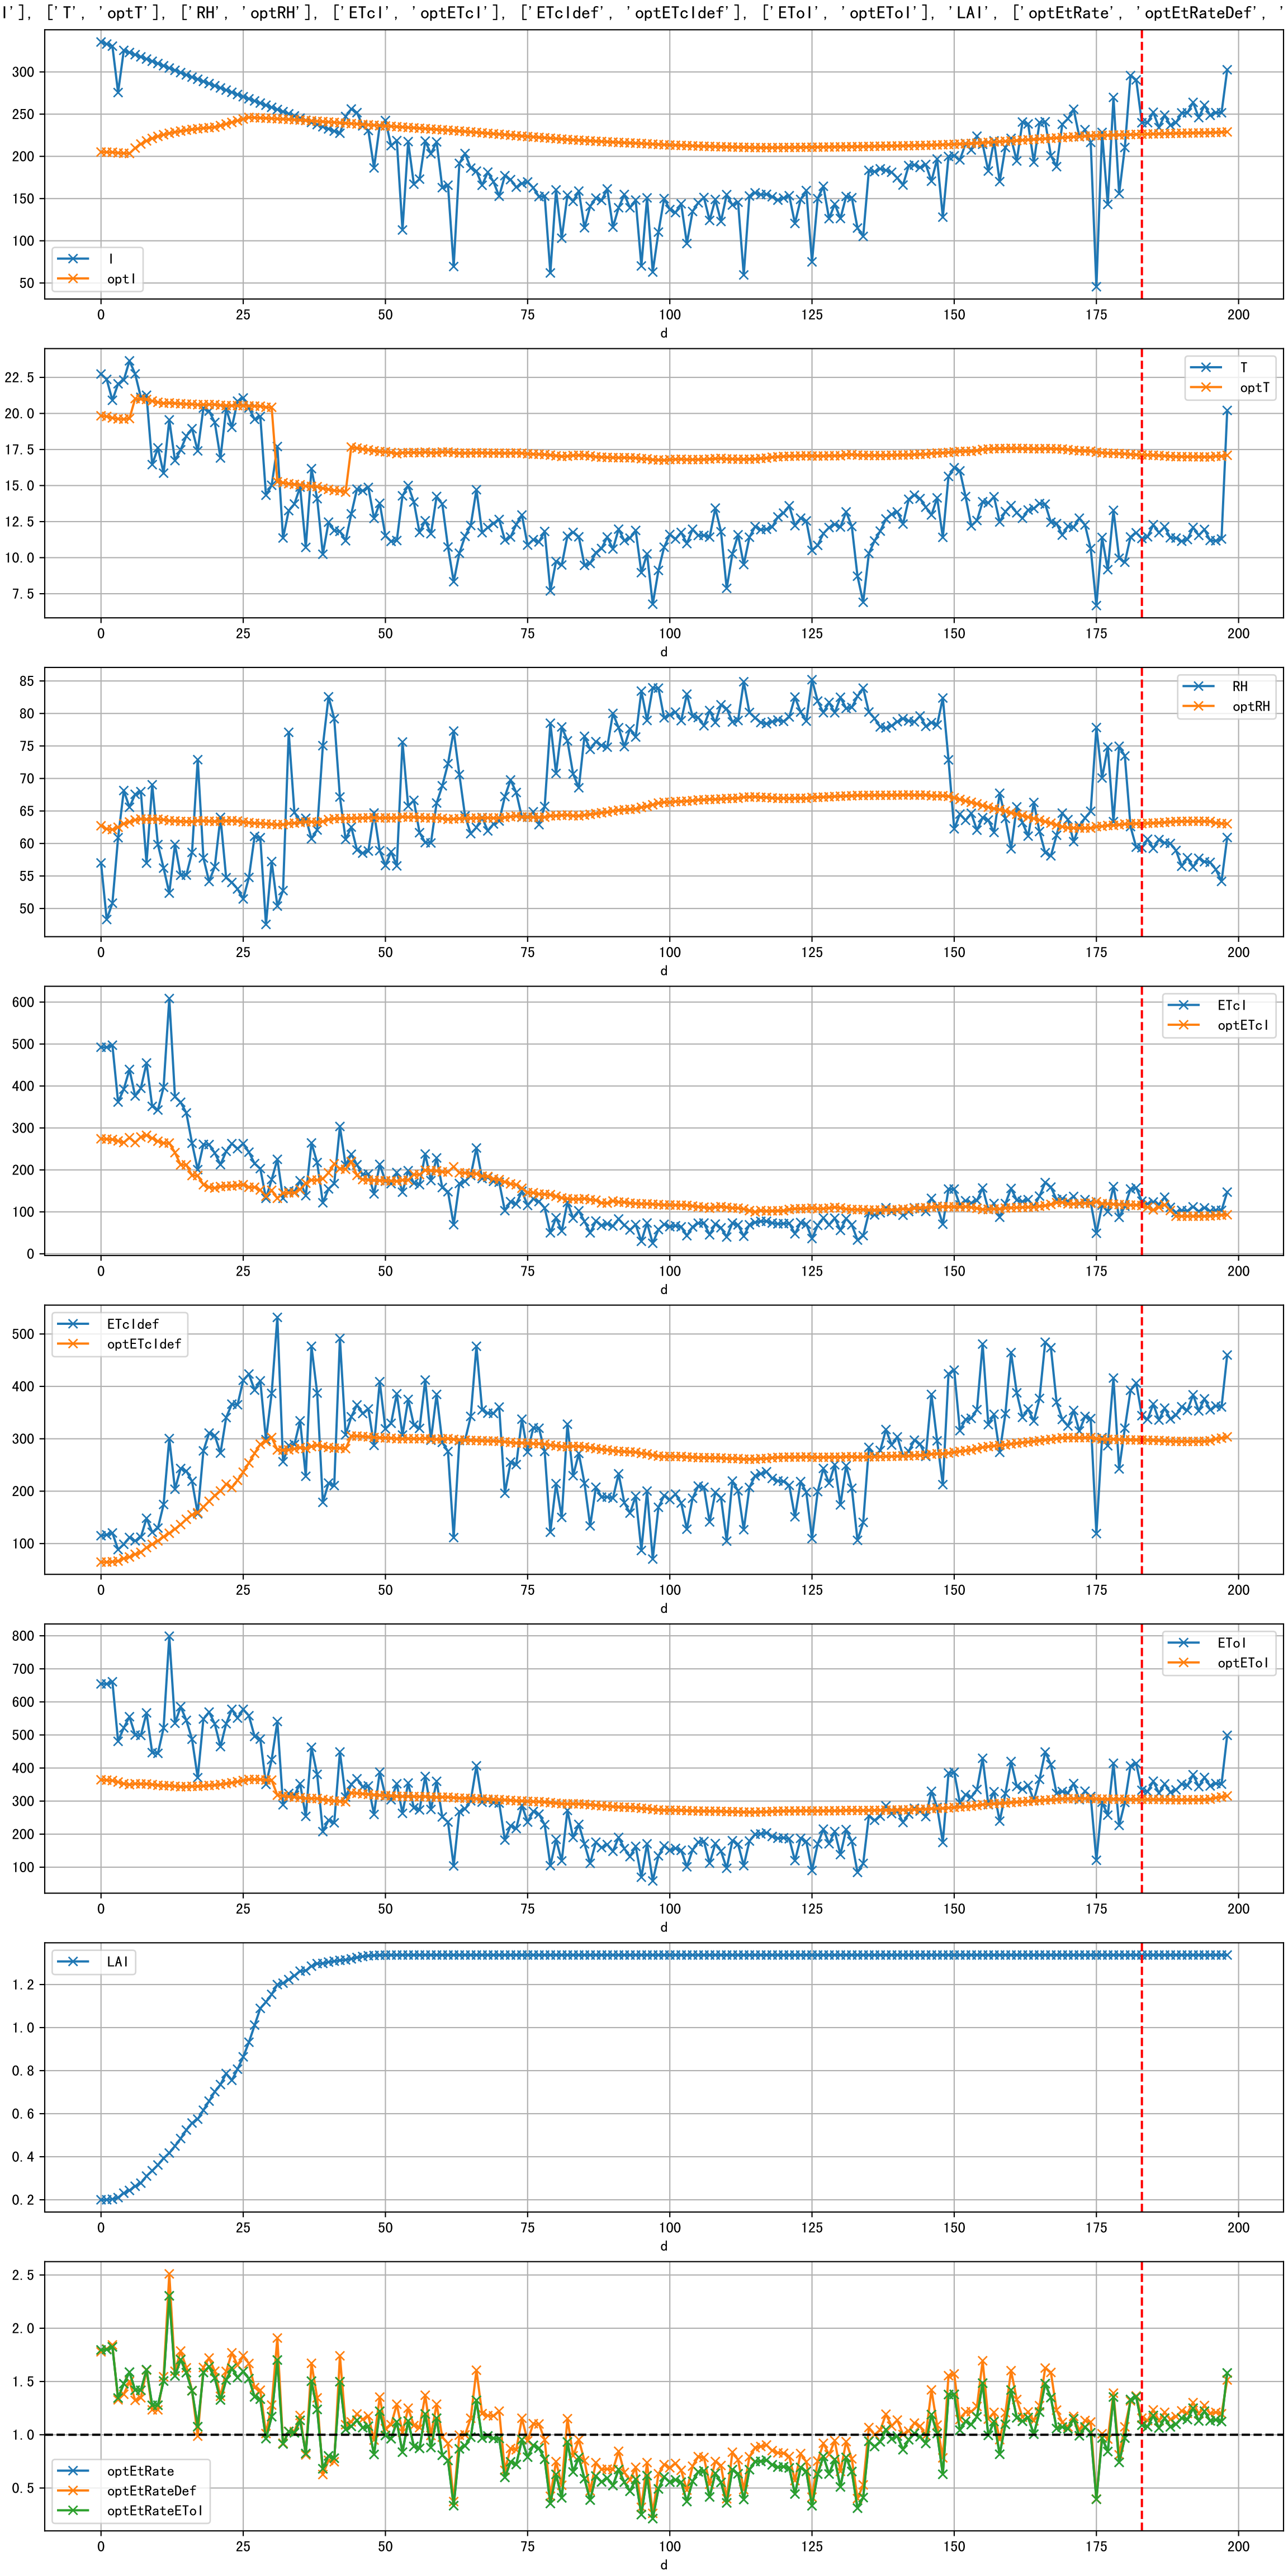 I'], ['T', 'optT'], ['RH', 'optRH'], ['ETcI', 'optETcI'], ['ETcIdef', 'optETcIdef'], ['EToI', 'optEToI'], 'LAI', ['optEtRate', 'optEtRateDef', '
300
250
200
150
100
50
I
optI
0 25 50 75 100 125 150 175 200
d
22.5
20.0
17.5
15.0
12.5
10.0
7.5
T
optT
0 25 50 75 100 125 150 175 200
d
85
80
75
70
65
60
55
50
RH
optRH
0 25 50 75 100 125 150 175 200
d
600
500
400
300
200
100
0
ETcI
optETcI
0 25 50 75 100 125 150 175 200
d
500
400
300
200
100
ETcIdef
optETcIdef
0 25 50 75 100 125 150 175 200
d
800
700
600
500
400
300
200
100
EToI
optEToI
0 25 50 75 100 125 150 175 200
d
1.2
1.0
0.8
0.6
0.4
0.2
LAI
0 25 50 75 100 125 150 175 200
d
2.5
2.0
1.5
1.0
0.5
optEtRate
optEtRateDef
optEtRateEToI
0 25 50 75 100 125 150 175 200
d